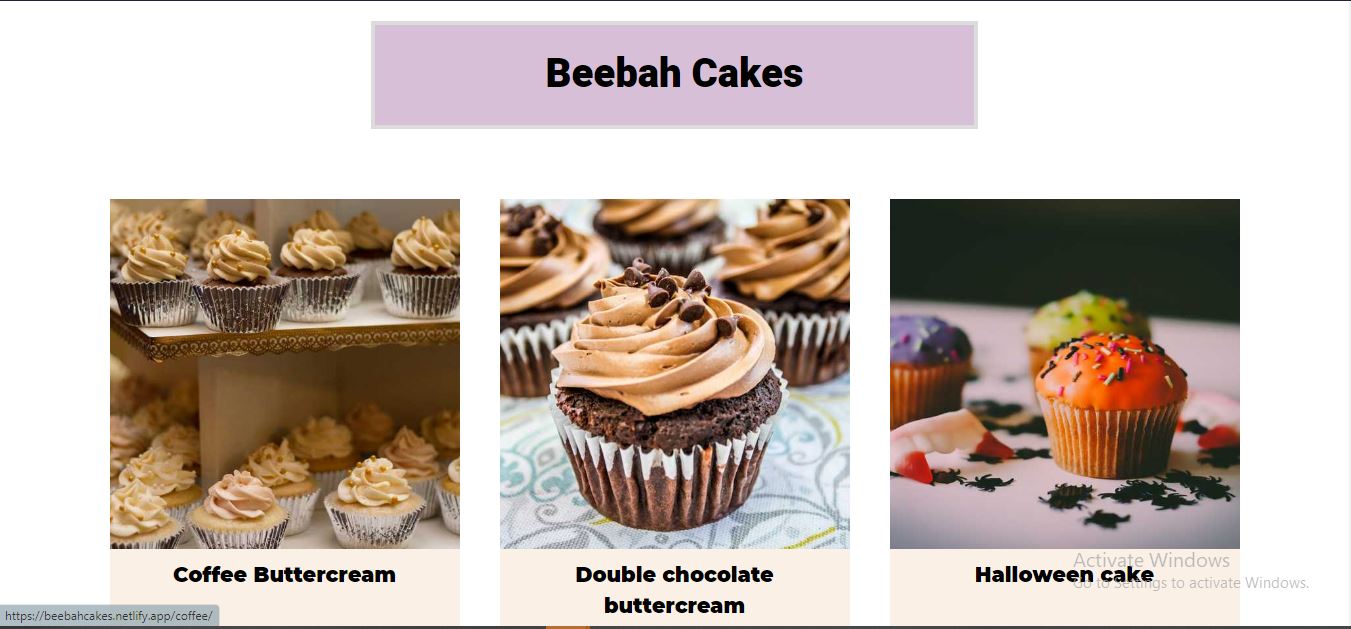 Beebah Cakes
Coffee Buttercream
Double chocolate
buttercream
Halloween cake
Activate Windows
Go to Settings to activate Windows.
https://beebahcakes.netlify.app/coffee/